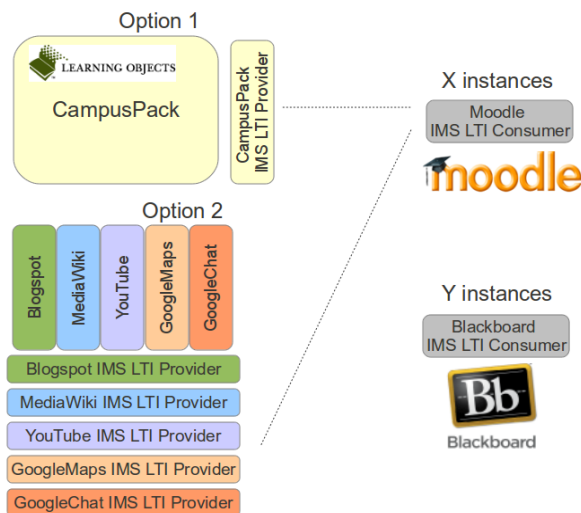 Option 1
LEARNING OBJECTS
CampusPack
CampusPack
IMS LTI Provider
X instances
Moodle
IMS LTI Consumer
moodle
Option 2
Blogspot
MediaWiki
YouTube
GoogleMaps
GoogleChat
Blogspot IMS LTI Provider
MediaWiki IMS LTI Provider
YouTube IMS LTI Provider
GoogleMaps IMS LTI Provider
GoogleChat IMS LTI Provider
Y instances
Blackboard
IMS LTI Consumer
Bb
Blackboard